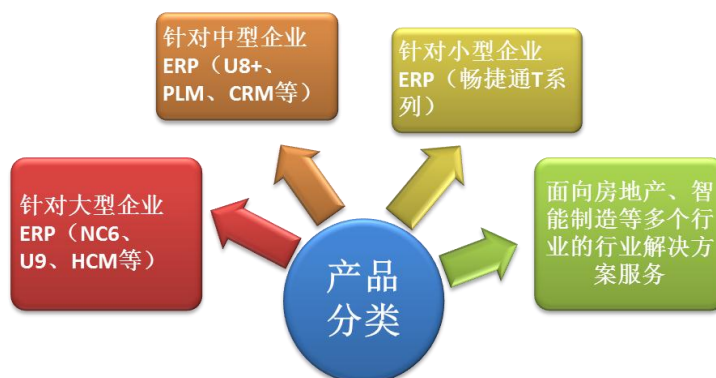 针对中型企业
ERP（U8+、
PLM、CRM等）
针对小型企业
ERP（畅捷通T系
列）
针对大型企业
ERP（NC6、
U9、HCM等）
面向房地产、智
能制造等多个行
业的行业解决方
案服务
产品
分类